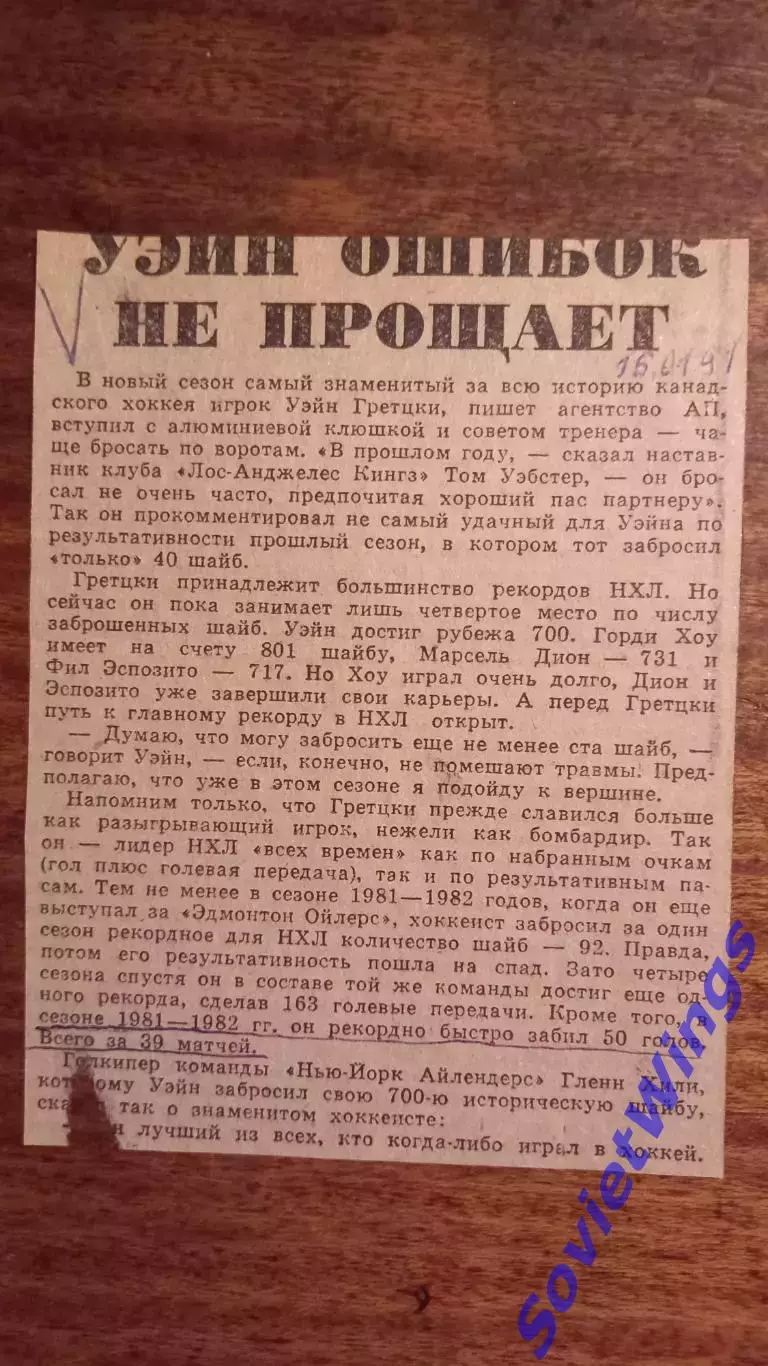 УЭЙН ОШИБОК
НЕ ПРОЩАЕТ
15.01.91
В новый сезон самый знаменитый за всю историю канад-
ского хоккея игрок Уэйн Гретцки, пишет агентство АП,
вступил с алюминиевой клюшкой и советом тренера — ча-
ще бросать по воротам. «В прошлом году, — сказал настав-
ник клуба «Лос-Анджелес Кингз» Том Уэбстер, — он бро-
сал не очень часто, предпочитая хороший пас партнеру».
Так он прокомментировал не самый удачный для Уэйна по
результативности прошлый сезон, в котором тот забросил
«только» 40 шайб.
Гретцки принадлежит большинство рекордов НХЛ. Но
сейчас он пока занимает лишь четвертое место по числу
заброшенных шайб. Уэйн достиг рубежа 700. Горди Хоу
имеет на счету 801 шайбу, Марсель Дион — 731 и
Фил Эспозито — 717. Но Хоу играл очень долго, Дион и
Эспозито уже завершили свои карьеры. А перед Гретцки
путь к главному рекорду в НХЛ открыт.
— Думаю, что могу забросить еще не менее ста шайб, —
говорит Уэйн, — если, конечно, не помешают травмы. Пред-
полагаю, что уже в этом сезоне я подойду к вершине.
Напомним только, что Гретцки прежде славился больше
как разыгрывающий игрок, нежели как бомбардир. Так
он — лидер НХЛ «всех времен» как по набранным очкам
(гол плюс голевая передача), так и по результативным па-
сам. Тем не менее в сезоне 1981—1982 годов, когда он еще
выступал за «Эдмонтон Ойлерс», хоккеист забросил за один
сезон рекордное для НХЛ количество шайб — 92. Правда,
потом его результативность пошла на спад. Зато четыре
сезона спустя он в составе той же команды достиг еще од-
ного рекорда, сделав 163 голевые передачи. Кроме того, в
сезоне 1981—1982 гг. он рекордно быстро забил 50 голов.
Всего за 39 матчей.
Голкипер команды «Нью-Йорк Айлендерс» Гленн Хили,
которому Уэйн забросил свою 700-ю историческую шайбу,
так о знаменитом хоккеисте:
лучший из всех, кто когда-либо играл в хоккей.
SovietWings